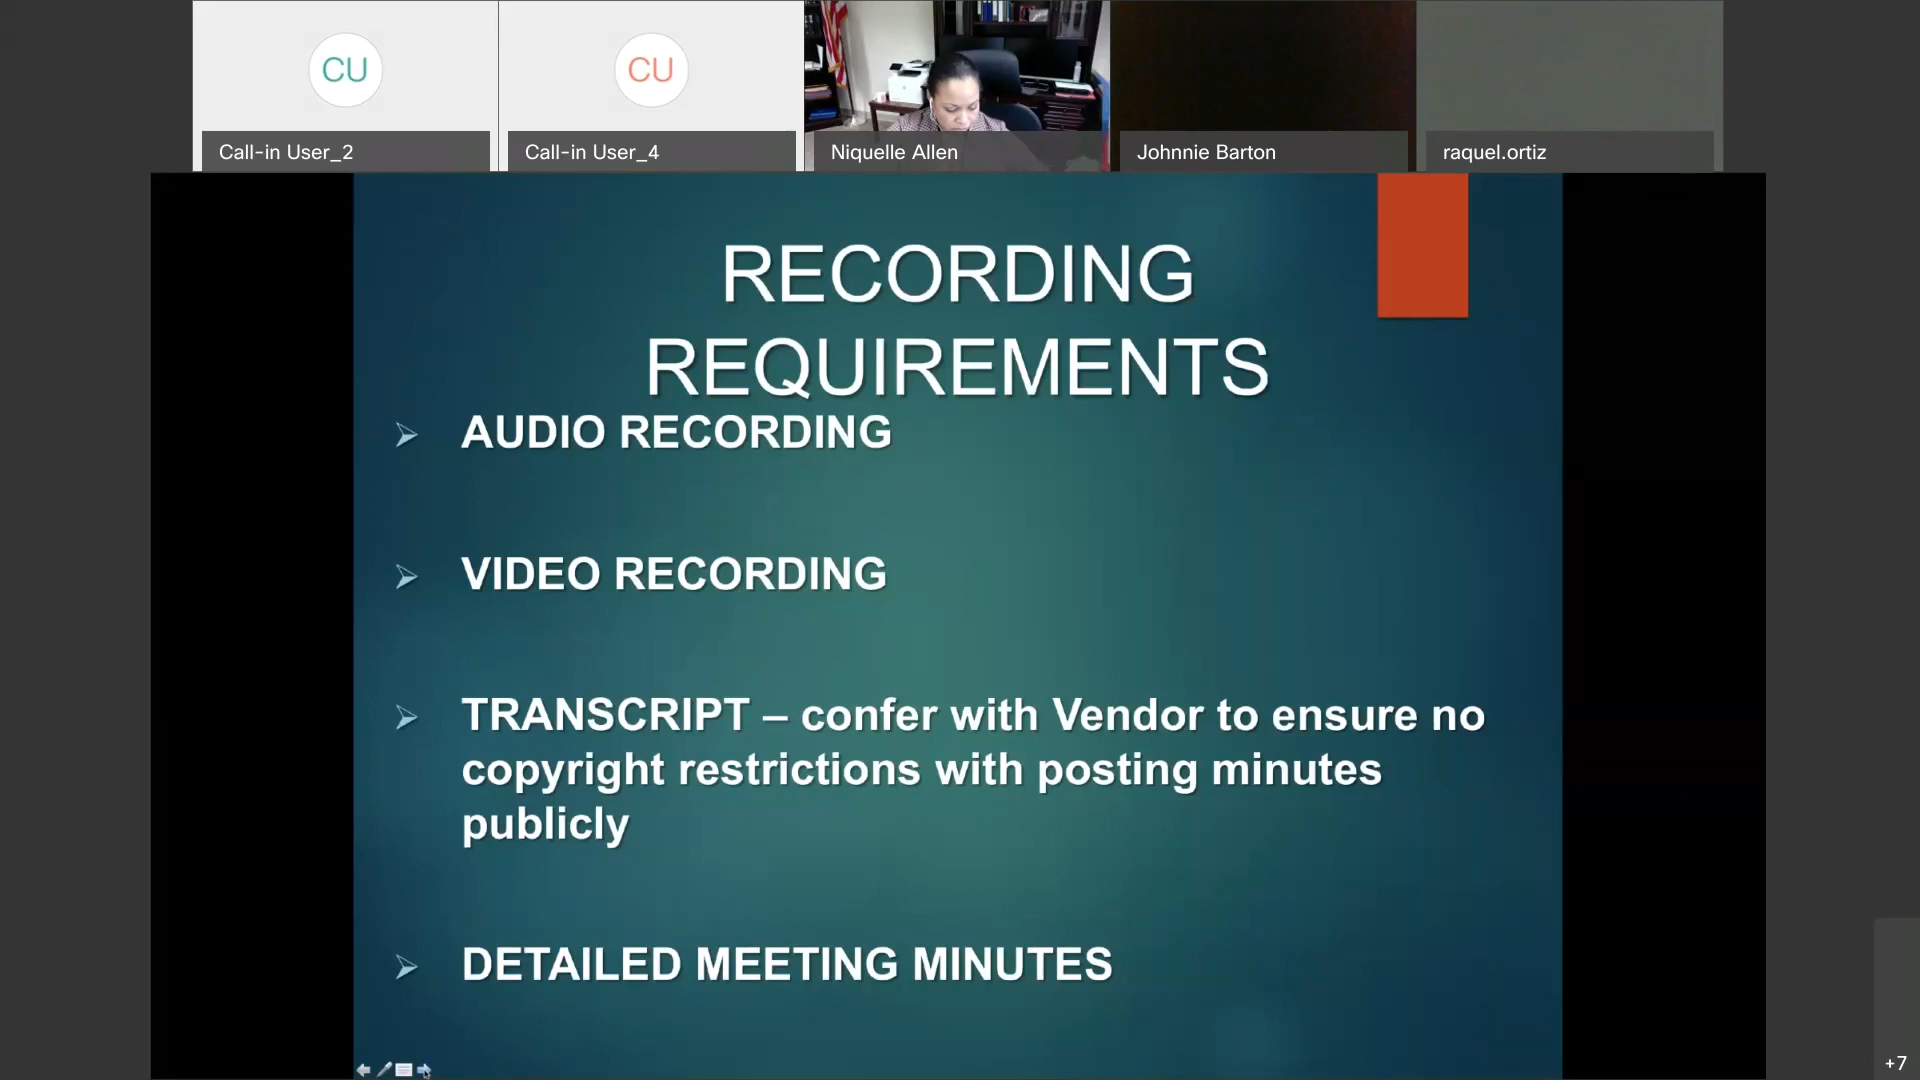 CU
CU
Call-in User_2
Call-in User_4
Niquelle Allen
Johnnie Barton
raquel.ortiz
RECORDING
REQUIREMENTS
AUDIO RECORDING
VIDEO RECORDING
TRANSCRIPT – confer with Vendor to ensure no
copyright restrictions with posting minutes
publicly
DETAILED MEETING MINUTES
+7